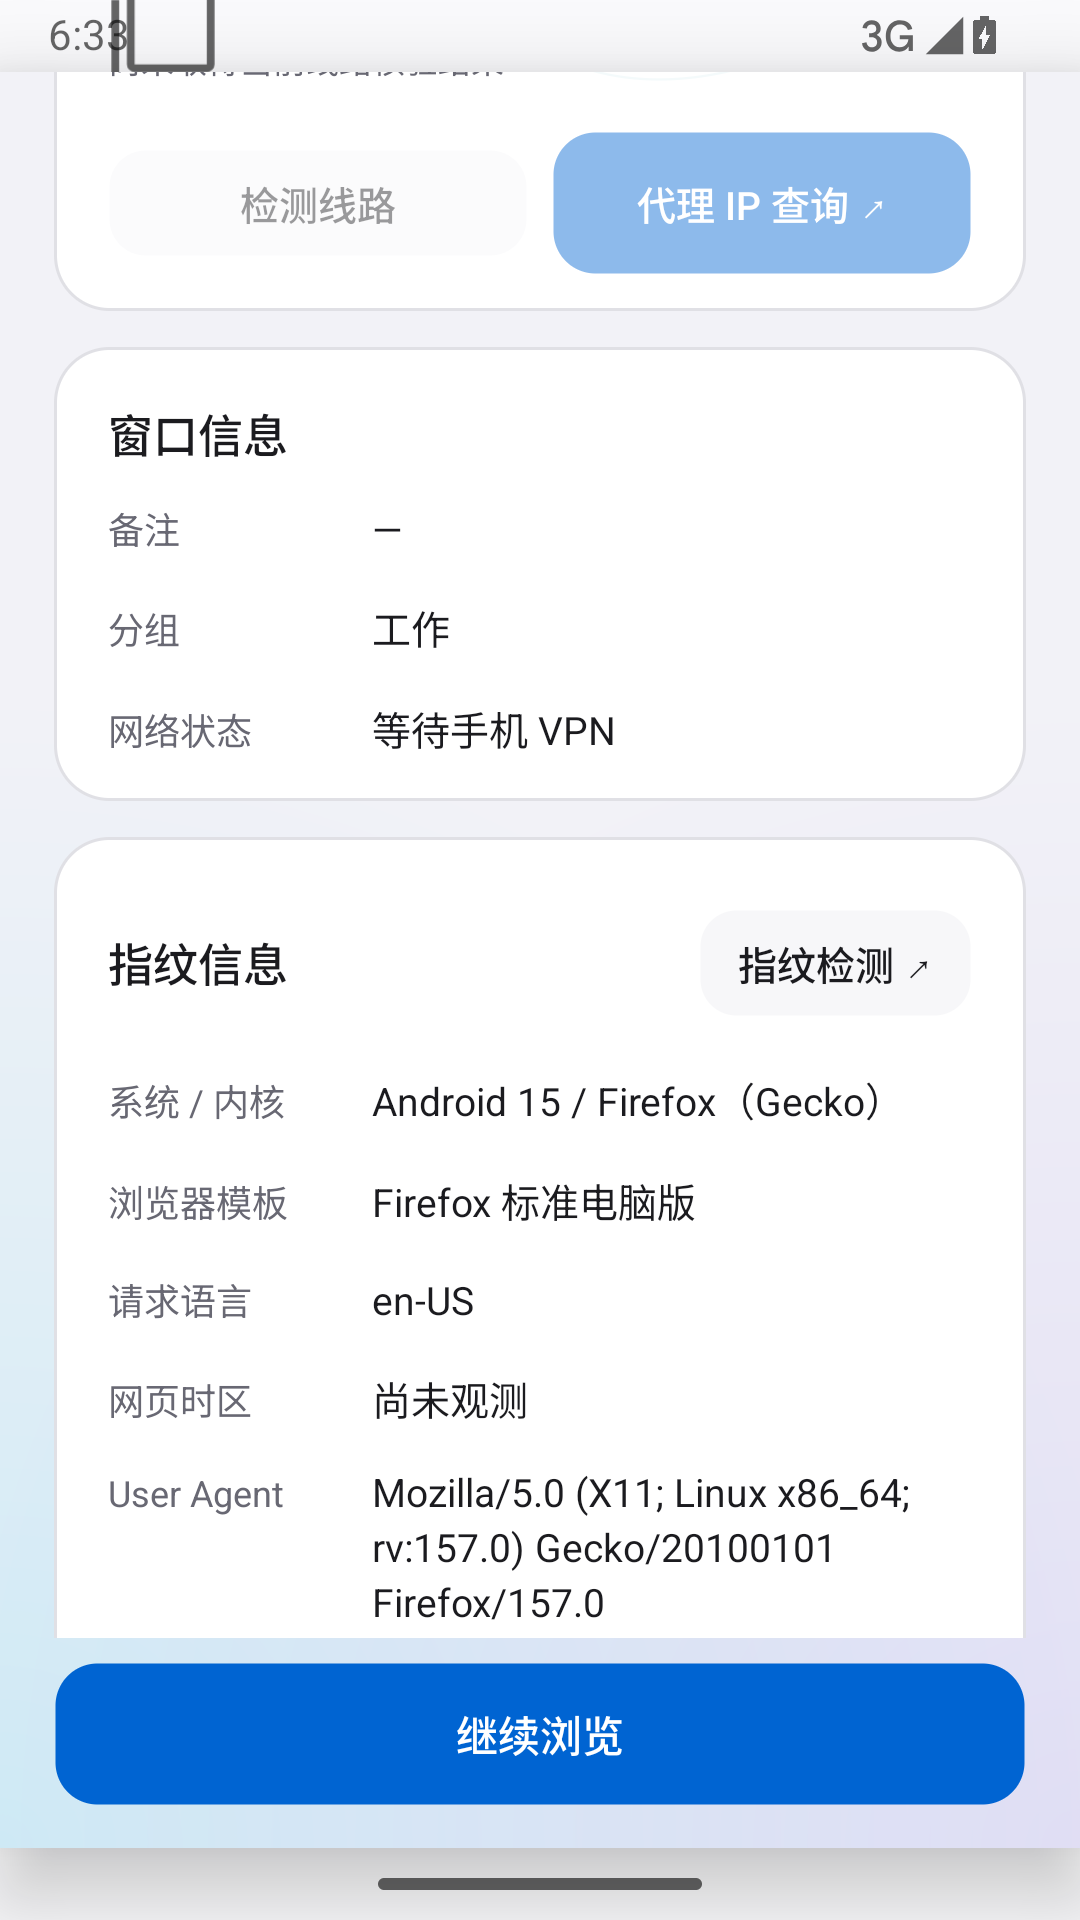 6:33
3G
检测线路
代理 IP 查询 ↗
窗口信息
备注 —
分组 工作
网络状态 等待手机 VPN
指纹信息
指纹检测 ↗
系统 / 内核 Android 15 / Firefox（Gecko）
浏览器模板 Firefox 标准电脑版
请求语言 en-US
网页时区 尚未观测
User Agent Mozilla/5.0 (X11; Linux x86_64;
rv:157.0) Gecko/20100101
Firefox/157.0
继续浏览